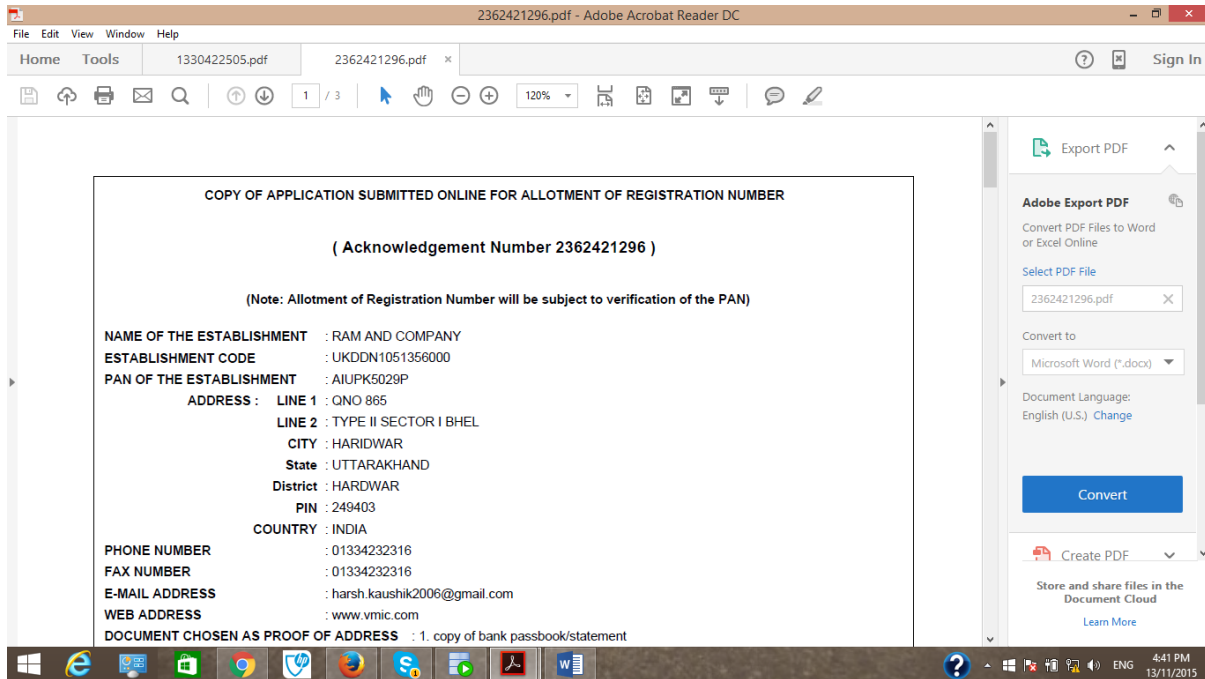 2362421296.pdf - Adobe Acrobat Reader DC
File Edit View Window Help
Home Tools 1330422505.pdf 2362421296.pdf × Sign In
1 / 3 120%
Export PDF
Adobe Export PDF
Convert PDF Files to Word
or Excel Online
Select PDF File
2362421296.pdf
Convert to
Microsoft Word (*.docx)
Document Language:
English (U.S.) Change
Convert
Create PDF
Store and share files in the
Document Cloud
Learn More
COPY OF APPLICATION SUBMITTED ONLINE FOR ALLOTMENT OF REGISTRATION NUMBER
( Acknowledgement Number 2362421296 )
(Note: Allotment of Registration Number will be subject to verification of the PAN)
NAME OF THE ESTABLISHMENT : RAM AND COMPANY
ESTABLISHMENT CODE : UKDDN1051356000
PAN OF THE ESTABLISHMENT : AIUPK5029P
ADDRESS : LINE 1 : QNO 865
LINE 2 : TYPE II SECTOR I BHEL
CITY : HARIDWAR
State : UTTARAKHAND
District : HARDWAR
PIN : 249403
COUNTRY : INDIA
PHONE NUMBER : 01334232316
FAX NUMBER : 01334232316
E-MAIL ADDRESS : harsh.kaushik2006@gmail.com
WEB ADDRESS : www.vmic.com
DOCUMENT CHOSEN AS PROOF OF ADDRESS : 1. copy of bank passbook/statement
ENG 4:41 PM
13/11/2015